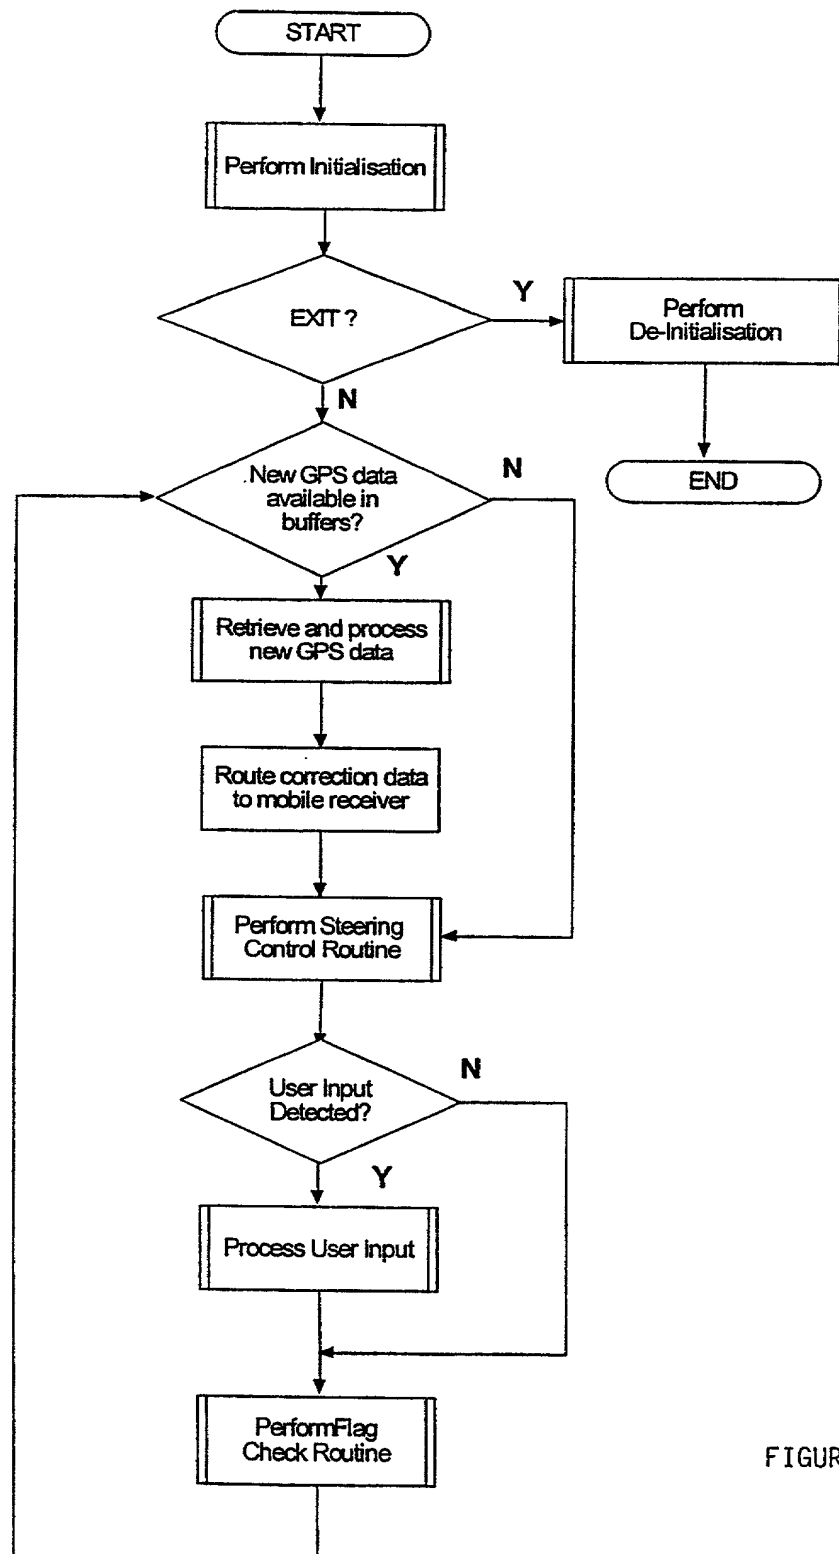 START
Perform Initialisation
EXIT ?
Y
Perform
De-Initialisation
N
END
New GPS data
available in
buffers?
N
Y
Retrieve and process
new GPS data
Route correction data
to mobile receiver
Perform Steering
Control Routine
User Input
Detected?
N
Y
Process User Input
PerformFlag
Check Routine
FIGUR